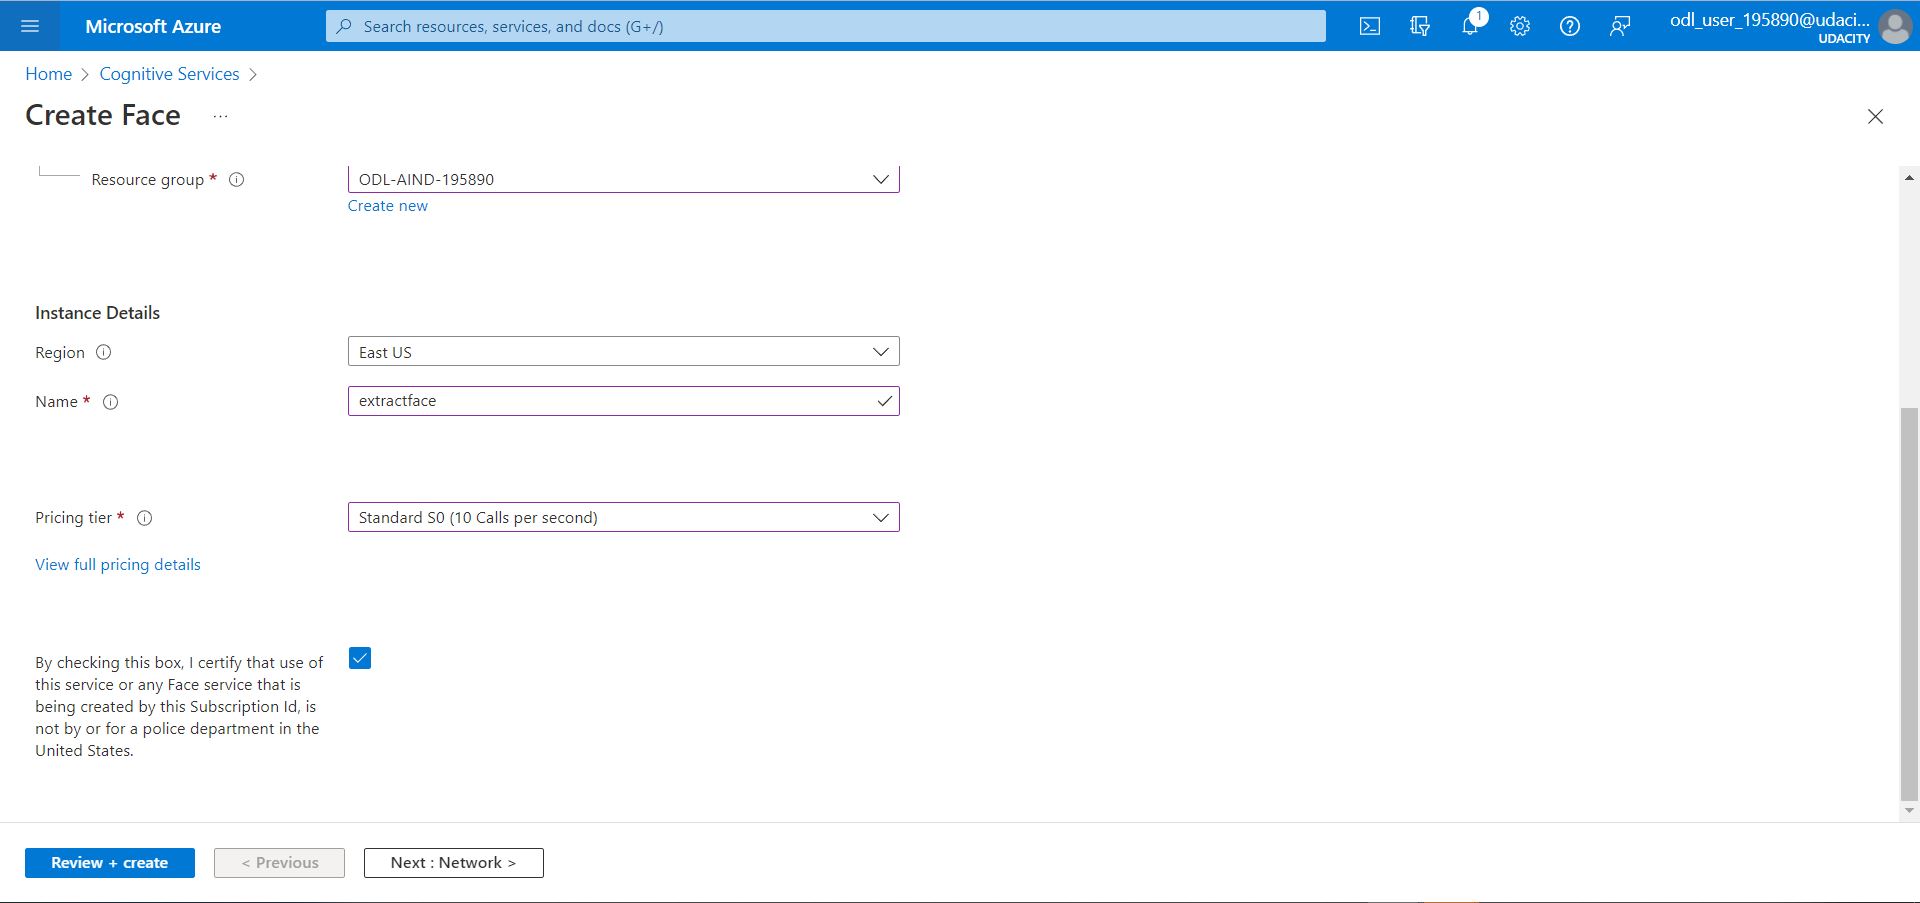 Microsoft Azure
Search resources, services, and docs (G+/)
1
odl_user_195890@udaci...
UDACITY
Home > Cognitive Services >
Create Face ...
Resource group * ODL-AIND-195890
Create new
Instance Details
Region East US
Name * extractface
Pricing tier * Standard S0 (10 Calls per second)
View full pricing details
By checking this box, I certify that use of
this service or any Face service that is
being created by this Subscription Id, is
not by or for a police department in the
United States.
Review + create < Previous Next : Network >